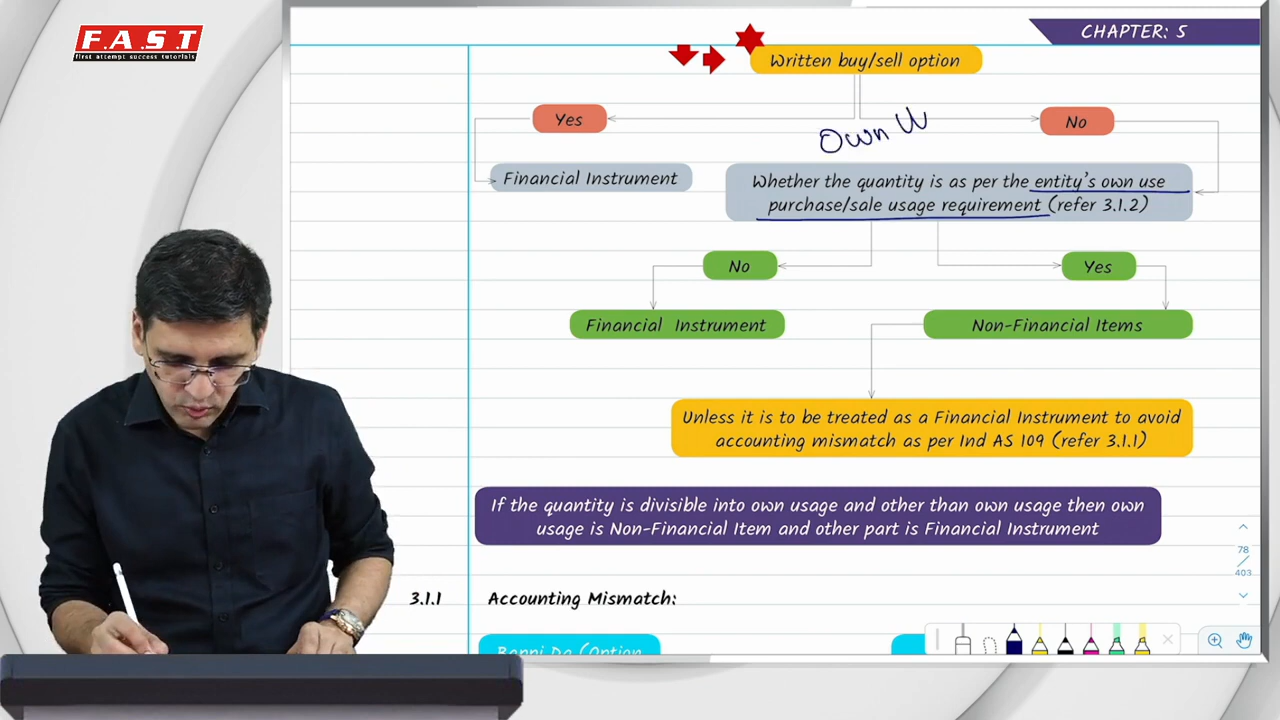 F.A.S.T
first attempt success tutorials
CHAPTER: 5
Written buy/sell option
Yes
No
Own U
Financial Instrument
Whether the quantity is as per the entity's own use
purchase/sale usage requirement (refer 3.1.2)
No
Yes
Financial Instrument
Non-Financial Items
Unless it is to be treated as a Financial Instrument to avoid
accounting mismatch as per Ind AS 109 (refer 3.1.1)
If the quantity is divisible into own usage and other than own usage then own
usage is Non-Financial Item and other part is Financial Instrument
78
403
3.1.1 Accounting Mismatch:
Bappi Da (Option